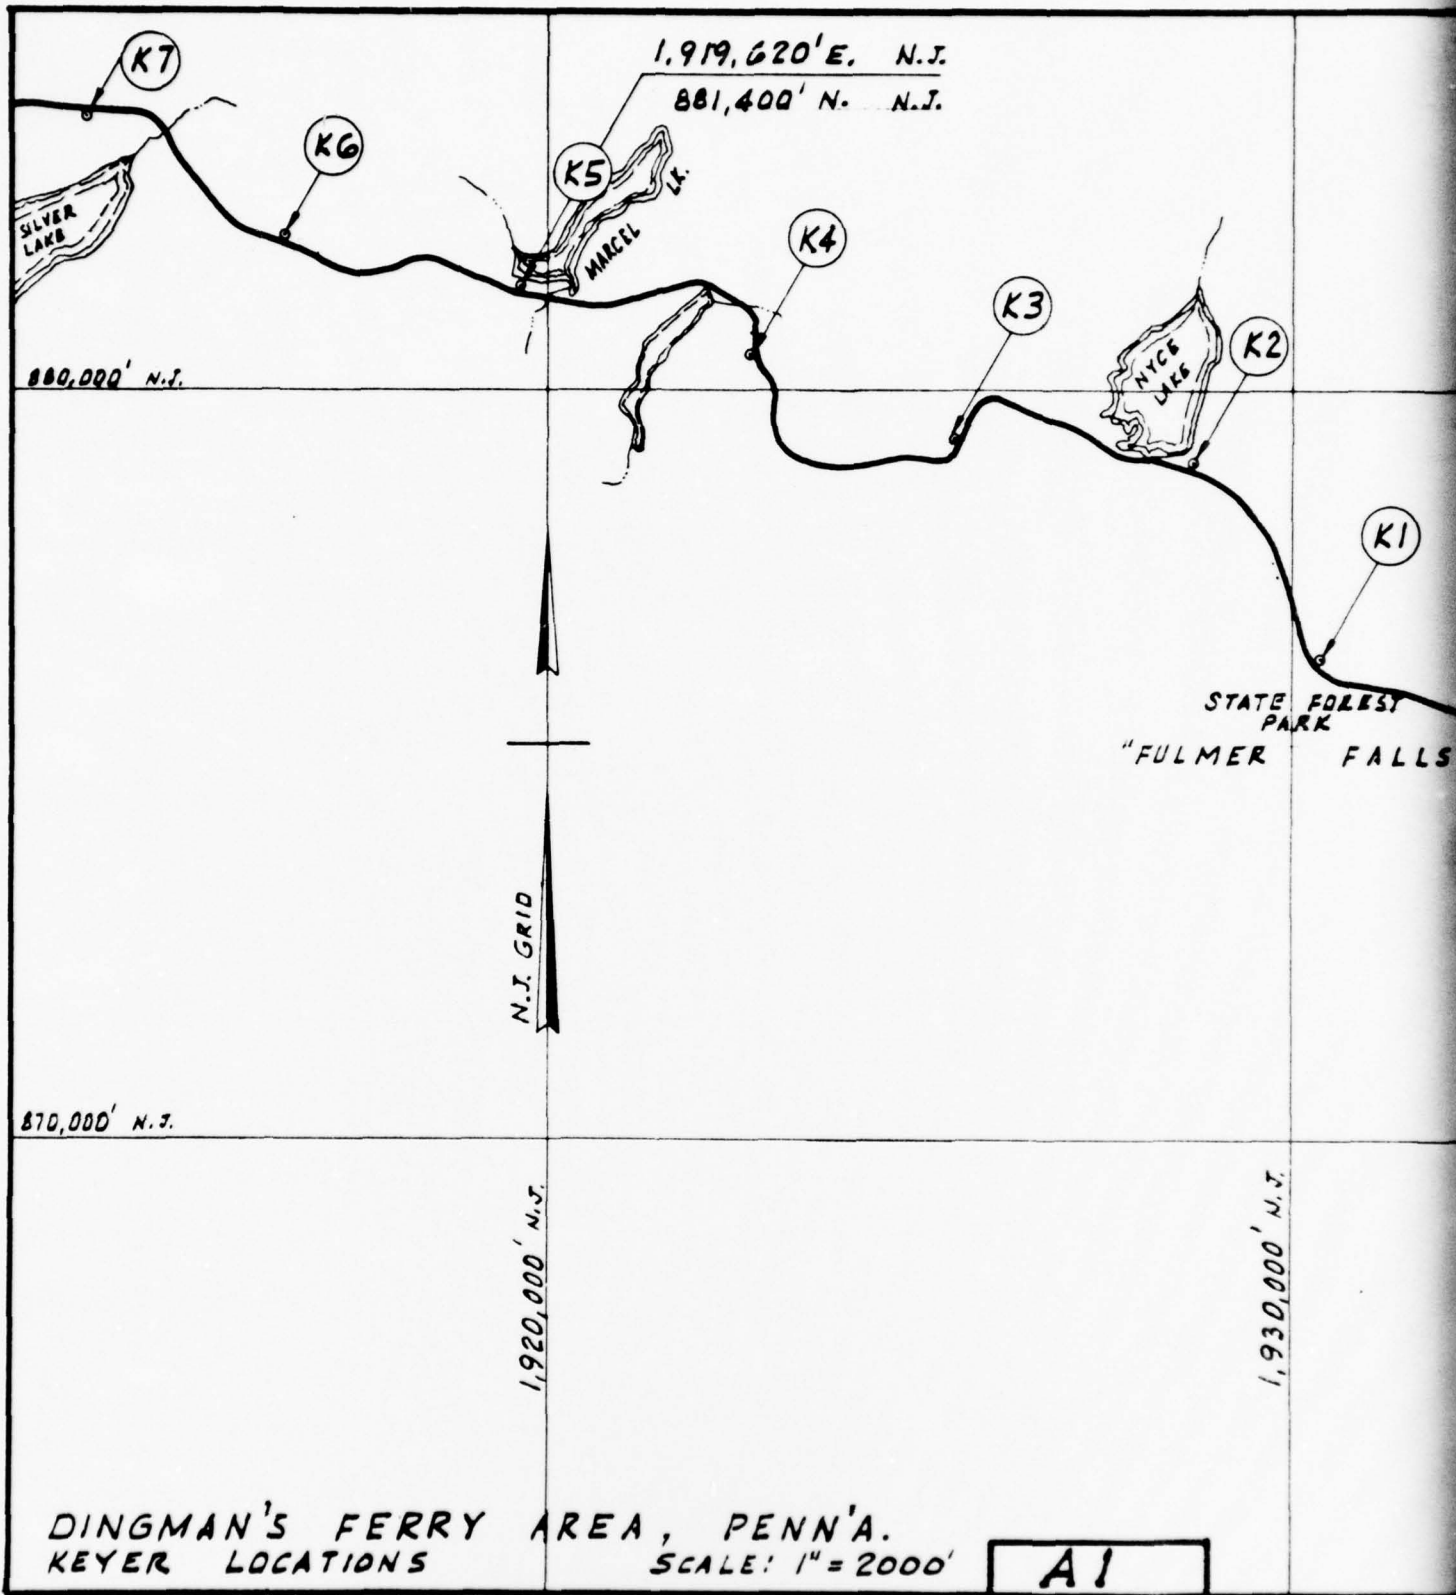 K7
1,919,620' E. N.J.
881,400' N. N.J.
K6
K5
LK.
MARCEL
SILVER
LAKE
K4
K3
K2
NYCE
LAKE
880,000' N.J.
K1
STATE FOREST
PARK
"FULMER FALLS
N.J. GRID
870,000' N.J.
1,920,000' N.J.
1,930,000' N.J.
DINGMAN'S FERRY AREA, PENN'A.
KEYER LOCATIONS
SCALE: 1" = 2000'
A1